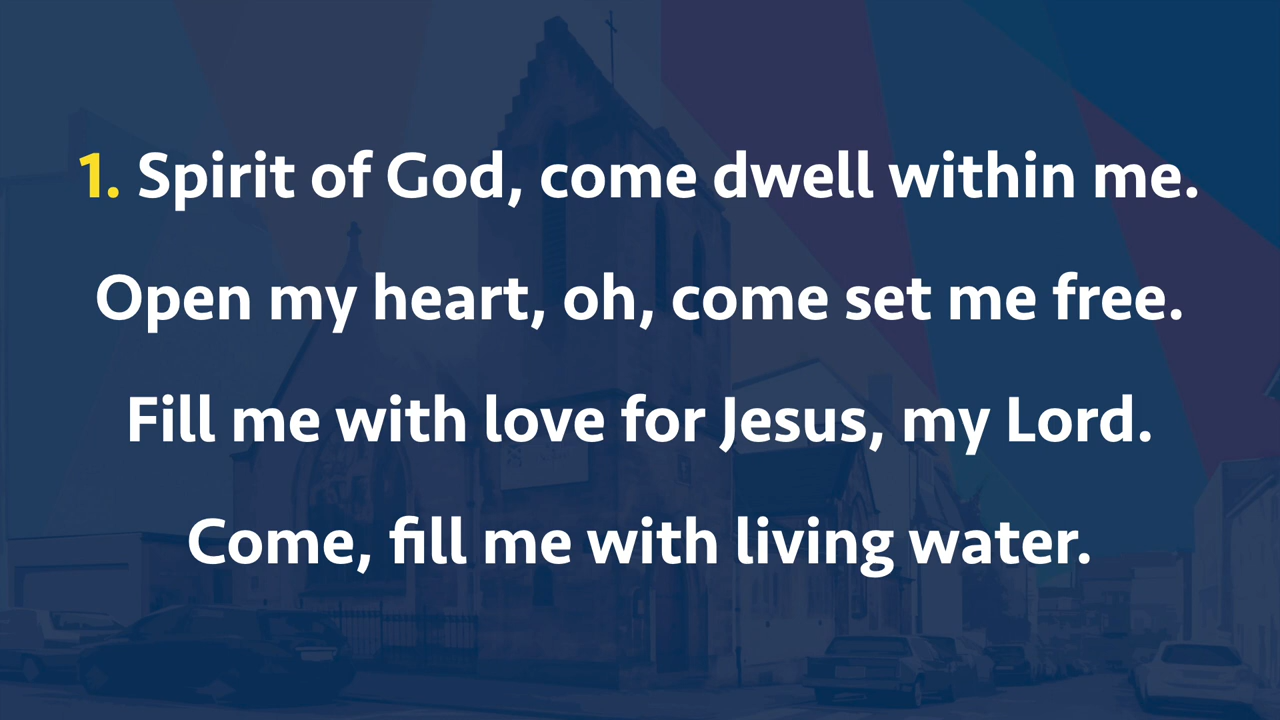 1. Spirit of God, come dwell within me.
Open my heart, oh, come set me free.
Fill me with love for Jesus, my Lord.
Come, fill me with living water.